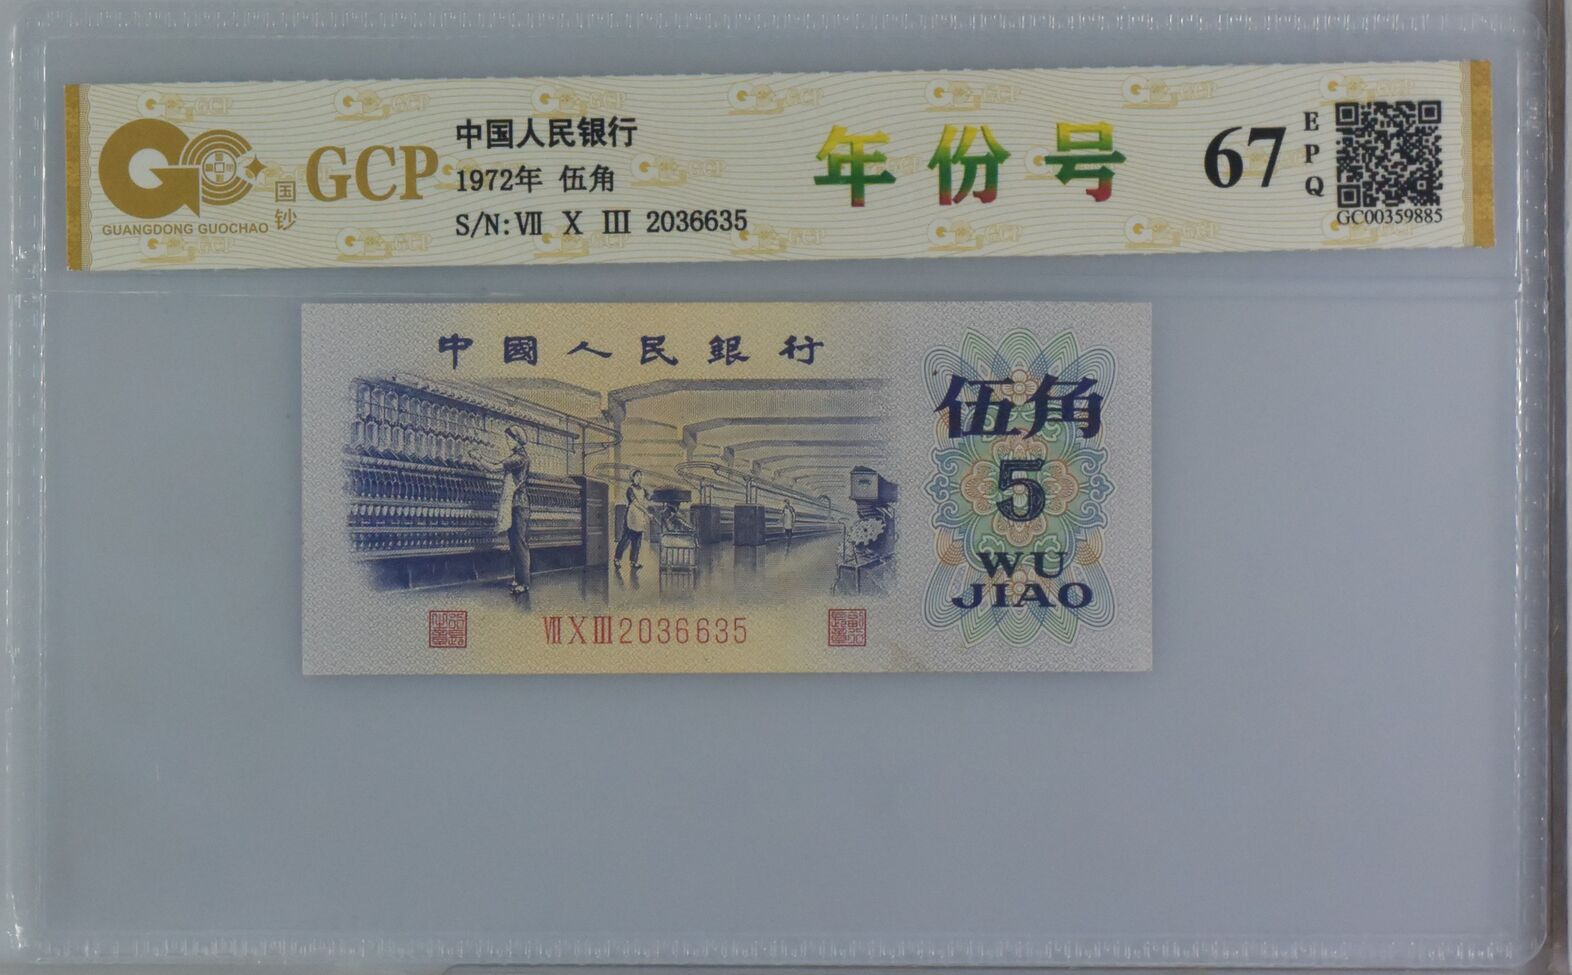 GCP
国钞
GUANGDONG GUOCHAO
中国人民银行
1972年 伍角
S/N:Ⅶ X Ⅲ 2036635
年份号
67
EPQ
GC00359885
中國人民銀行
伍角
5
WU
JIAO
ⅦXⅢ2036635